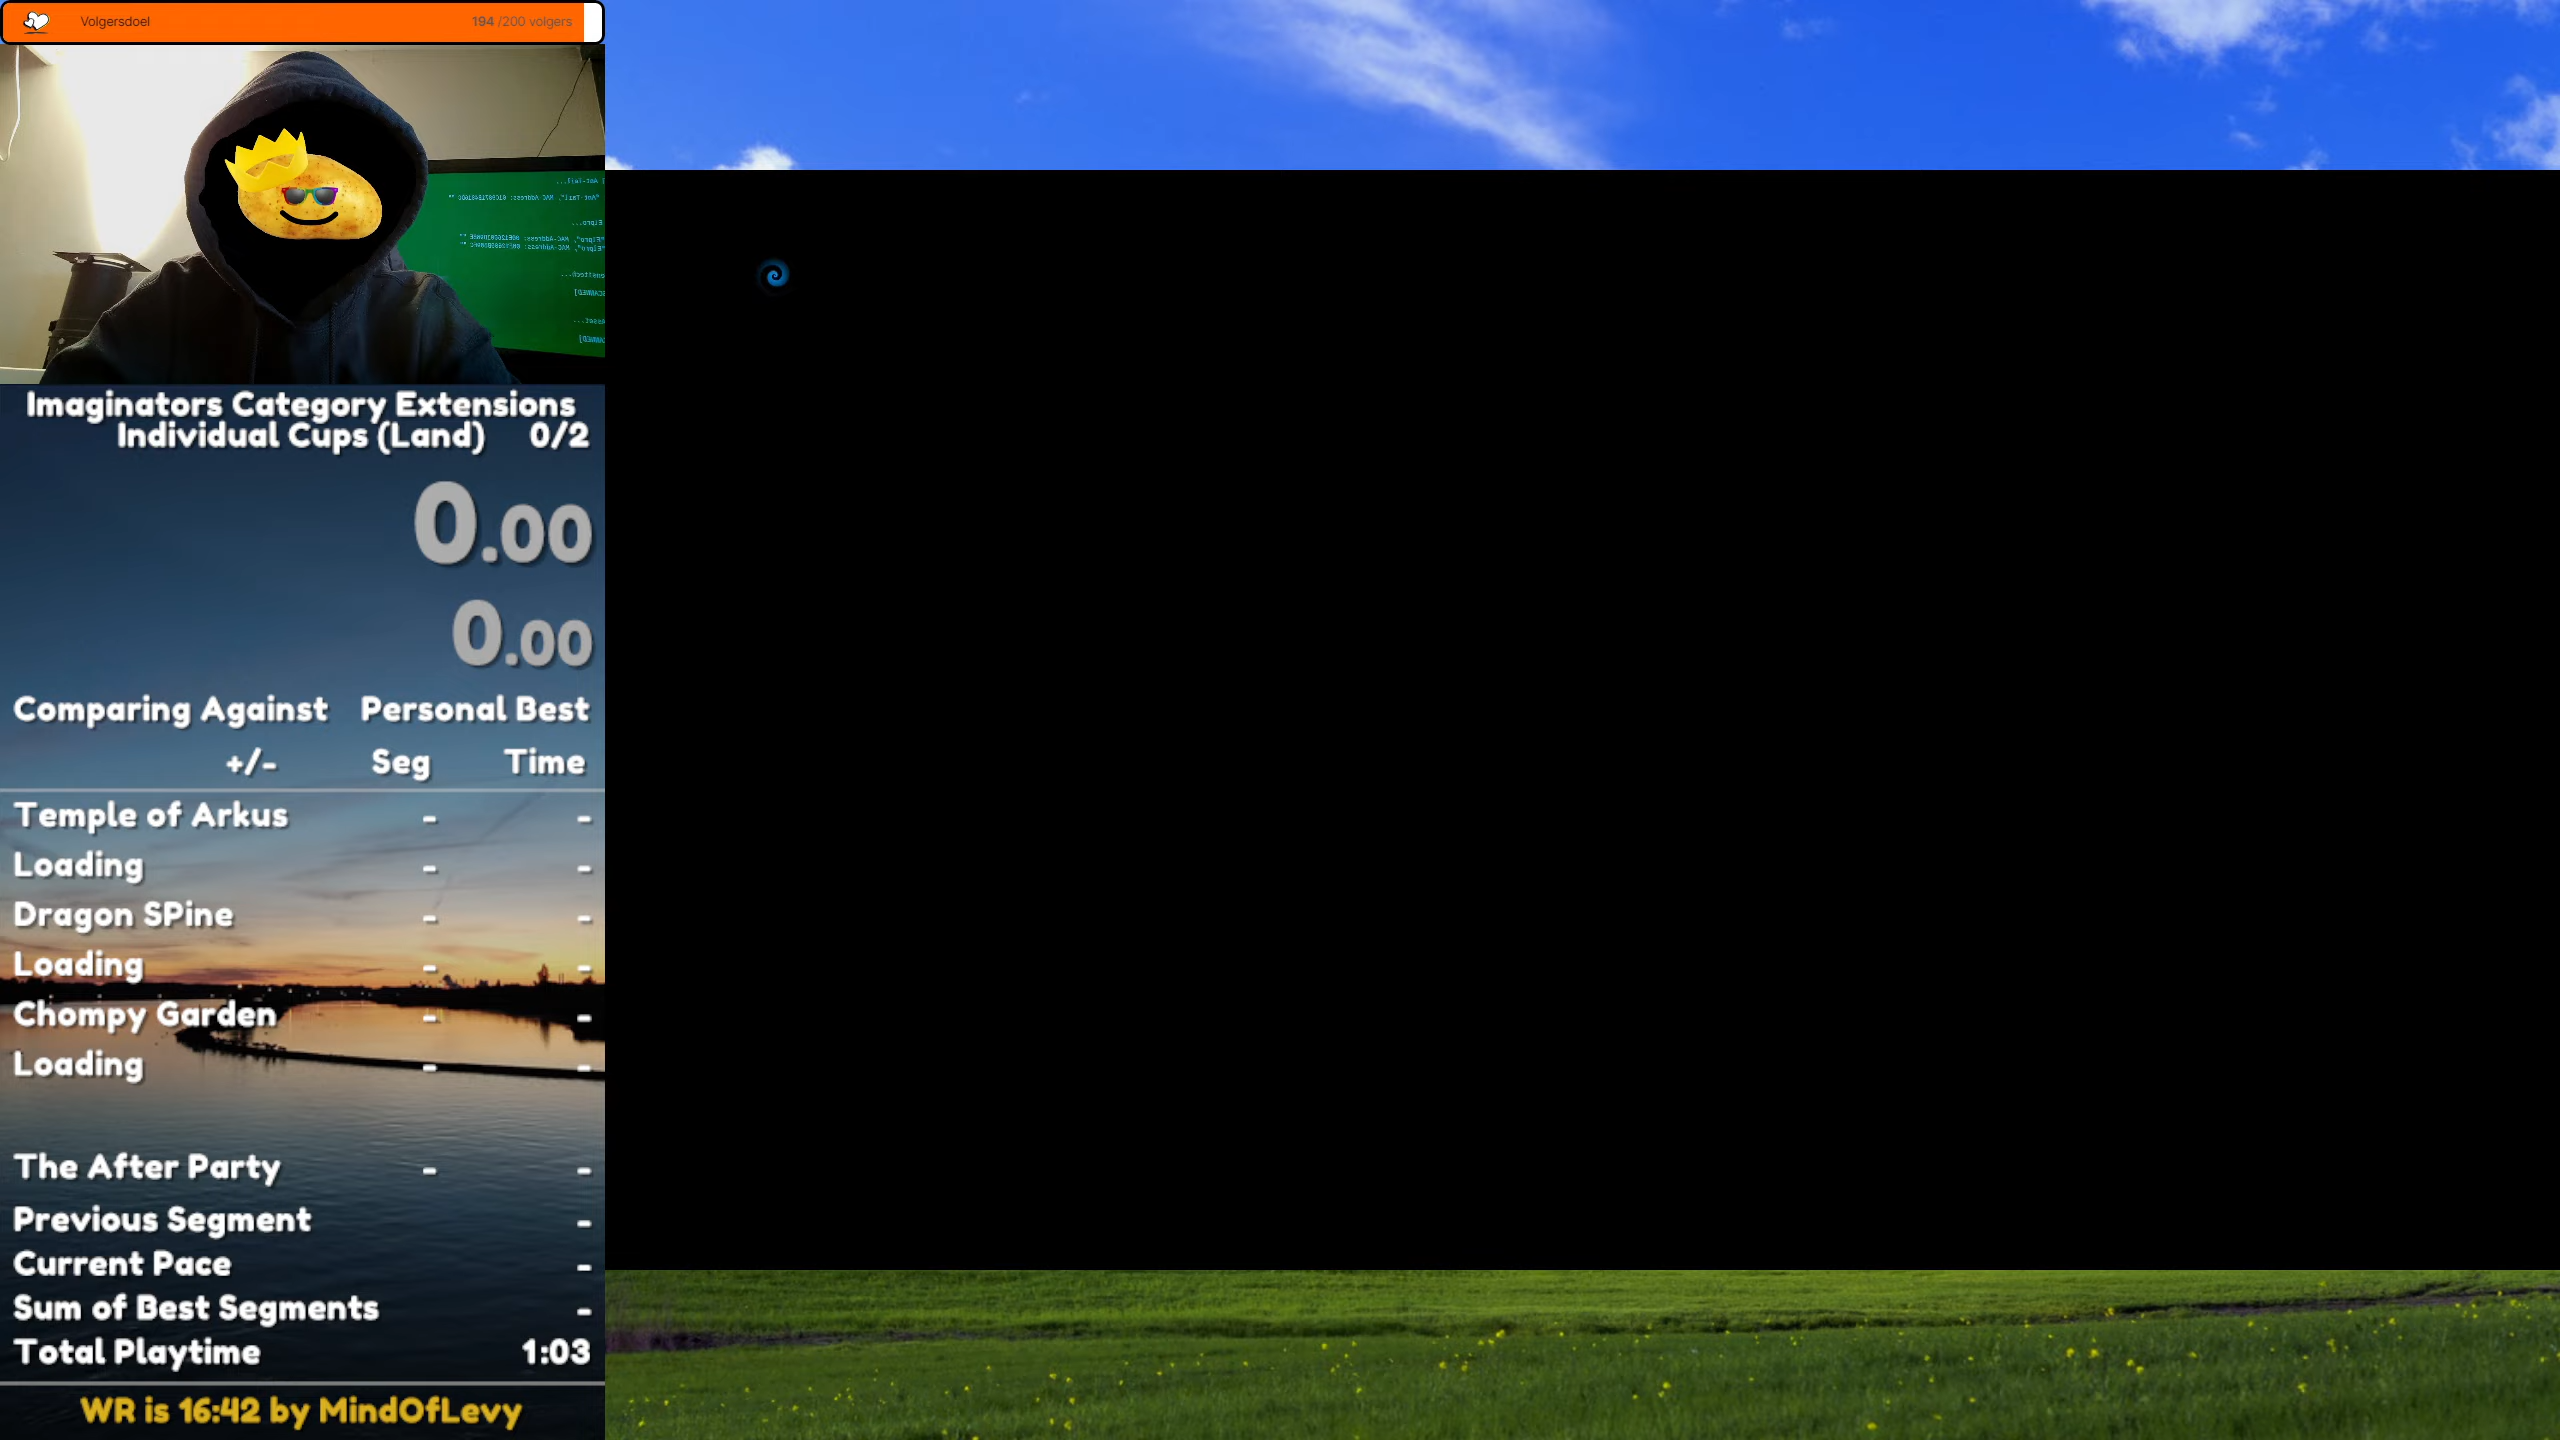 Volgersdoel 194 /200 volgers
Imaginators Category Extensions
Individual Cups (Land) 0/2
0.00
0.00
Comparing Against Personal Best
+/- Seg Time
Temple of Arkus - -
Loading - -
Dragon SPine - -
Loading - -
Chompy Garden - -
Loading - -
The After Party - -
Previous Segment -
Current Pace -
Sum of Best Segments -
Total Playtime 1:03
WR is 16:42 by MindOfLevy